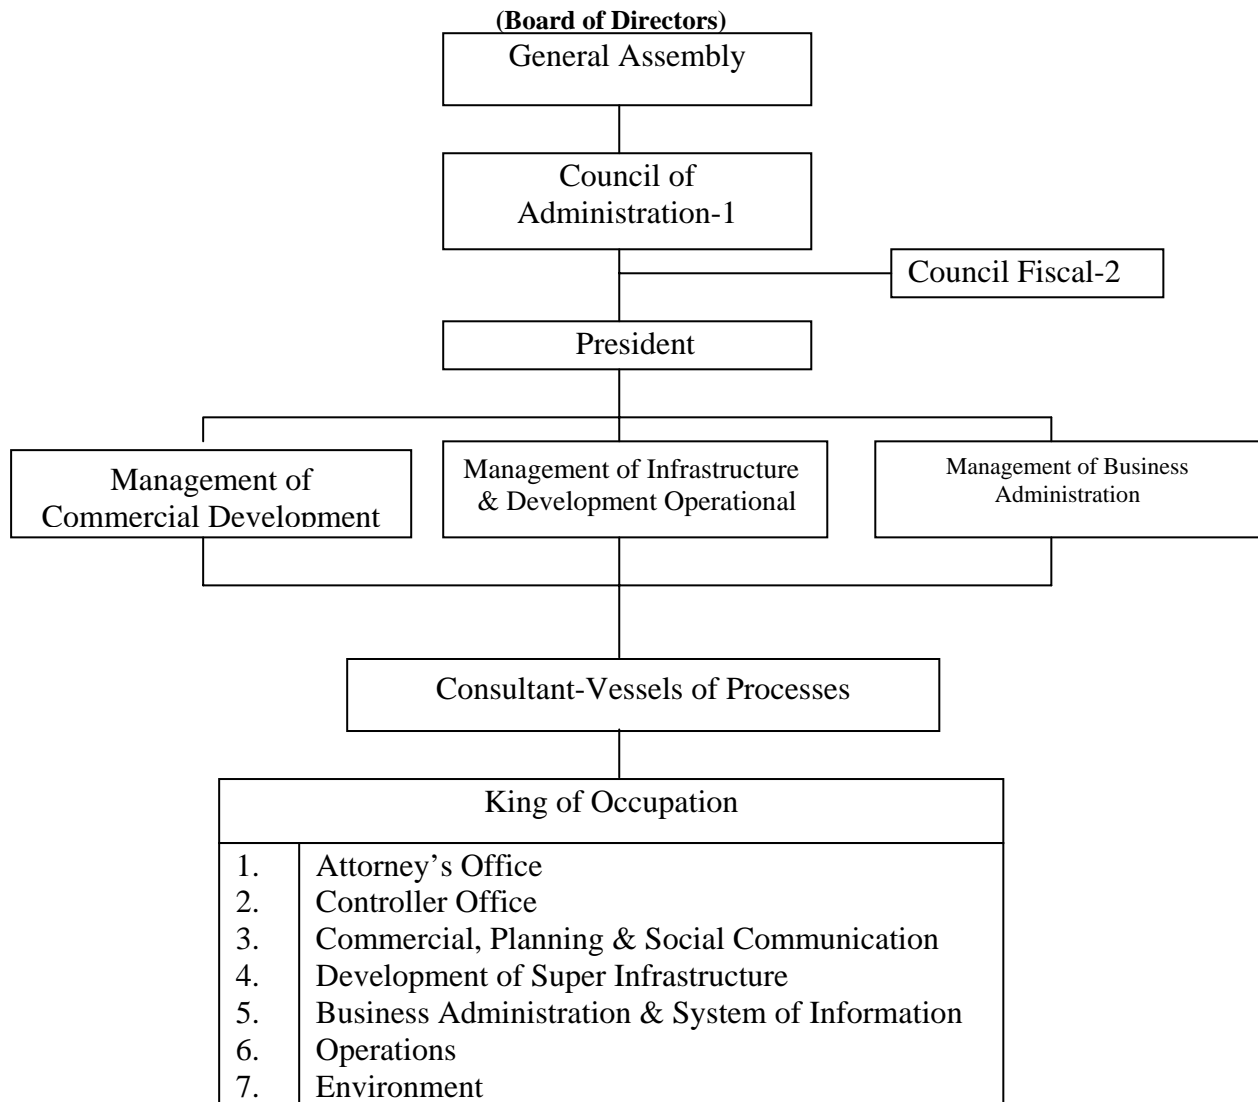 (Board of Directors)
General Assembly
Council of
Administration-1
Council Fiscal-2
President
Management of
Commercial Development
Management of Infrastructure
& Development Operational
Management of Business
Administration
Consultant-Vessels of Processes
King of Occupation
1. Attorney’s Office
2. Controller Office
3. Commercial, Planning & Social Communication
4. Development of Super Infrastructure
5. Business Administration & System of Information
6. Operations
7. Environment